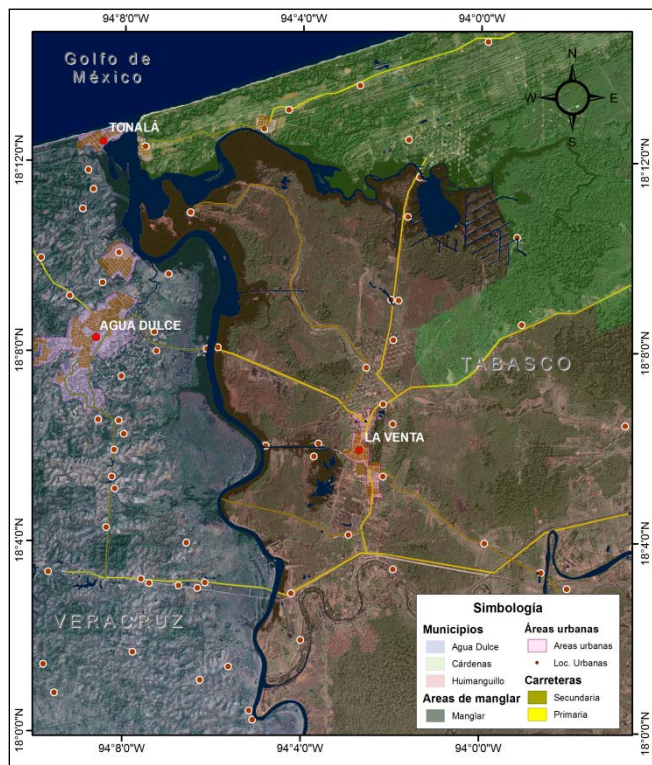 94°8'0"W 94°4'0"W 94°0'0"W
Golfo de
México
N
W E
S
TONALÁ
18°12'0"N 18°12'0"N
AGUA DULCE
18°8'0"N 18°8'0"N
TABASCO
LA VENTA
18°4'0"N 18°4'0"N
VERACRUZ
Simbología
Municipios
Agua Dulce
Cárdenas
Huimanguillo
Areas de manglar
Manglar
Áreas urbanas
Areas urbanas
Loc. Urbanas
Carreteras
Secundaria
Primaria
18°0'0"N 18°0'0"N
94°8'0"W 94°4'0"W 94°0'0"W